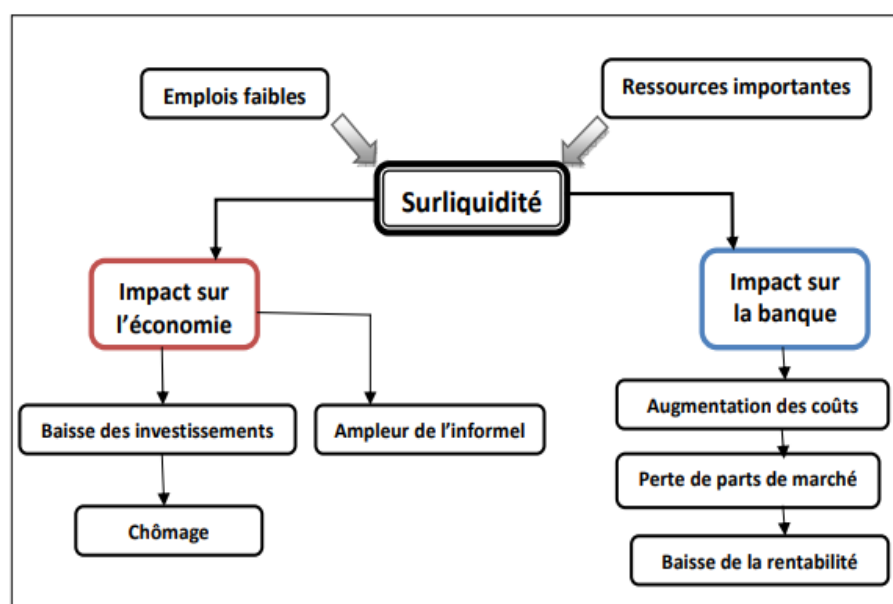 Emplois faibles
Ressources importantes
Surliquidité
Impact sur
l'économie
Impact sur
la banque
Baisse des investissements
Ampleur de l'informel
Augmentation des coûts
Chômage
Perte de parts de marché
Baisse de la rentabilité